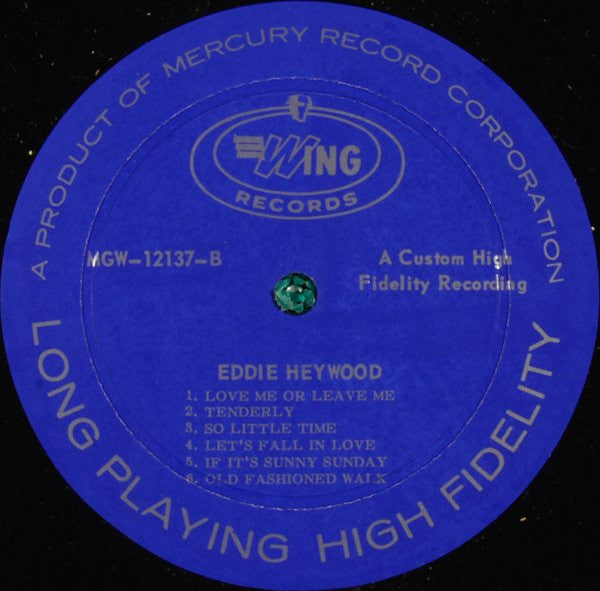 A PRODUCT OF MERCURY RECORD CORPORATION
WING
RECORDS
MGW-12137-B
A Custom High
Fidelity Recording
EDDIE HEYWOOD
1. LOVE ME OR LEAVE ME
2. TENDERLY
3. SO LITTLE TIME
4. LET'S FALL IN LOVE
5. IF IT'S SUNNY SUNDAY
6. OLD FASHIONED WALK
LONG PLAYING HIGH FIDELITY